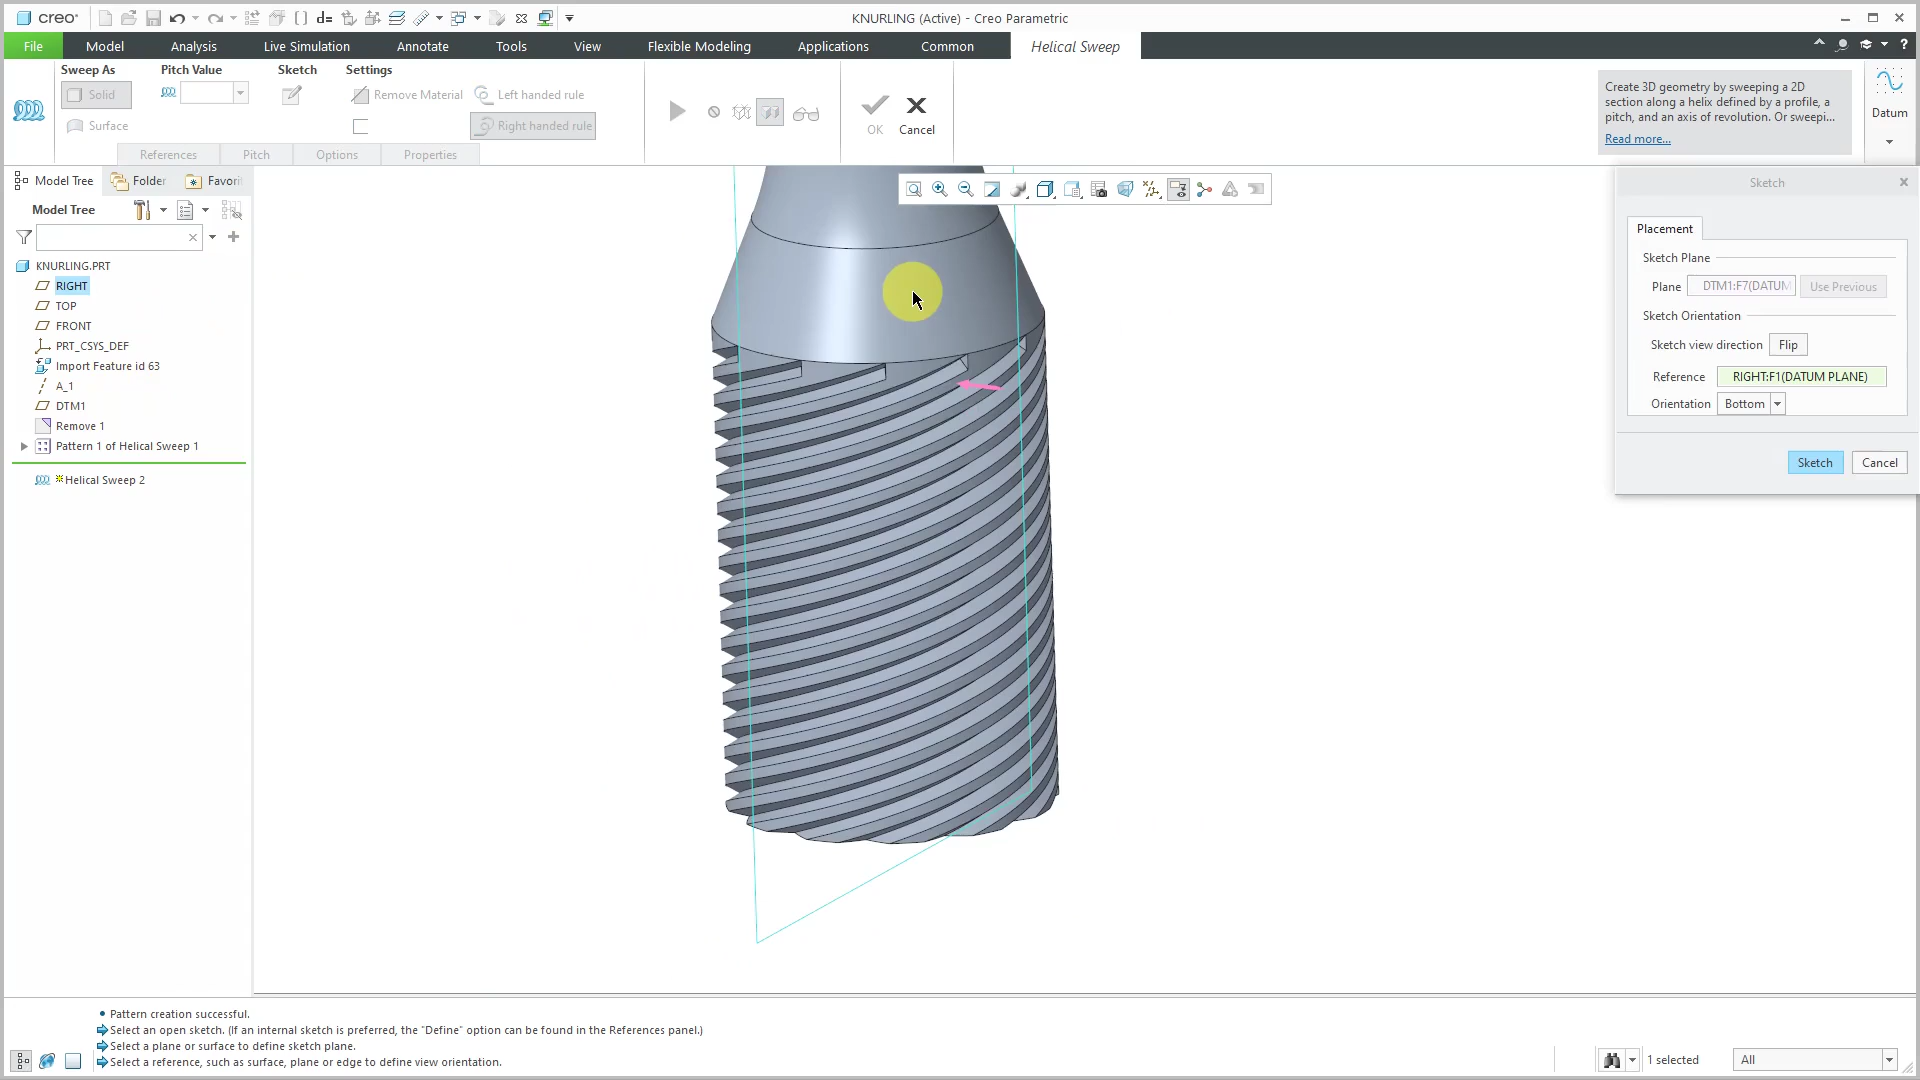 creo®
d=
KNURLING (Active) - Creo Parametric
File
Model
Analysis
Live Simulation
Annotate
Tools
View
Flexible Modeling
Applications
Common
Helical Sweep
Sweep As
Solid
Surface
Pitch Value
Sketch
Settings
Remove Material
Left handed rule
Right handed rule
OK
Cancel
References
Pitch
Options
Properties
Create 3D geometry by sweeping a 2D
section along a helix defined by a profile, a
pitch, and an axis of revolution. Or sweepi...
Read more...
Datum
Model Tree
Folder
Favori
Model Tree
KNURLING.PRT
RIGHT
TOP
FRONT
PRT_CSYS_DEF
Import Feature id 63
A_1
DTM1
Remove 1
Pattern 1 of Helical Sweep 1
Helical Sweep 2
Sketch
Placement
Sketch Plane
Plane
DTM1:F7(DATUM
Use Previous
Sketch Orientation
Sketch view direction
Flip
Reference
RIGHT:F1(DATUM PLANE)
Orientation
Bottom
Sketch
Cancel
Pattern creation successful.
Select an open sketch. (If an internal sketch is preferred, the "Define" option can be found in the References panel.)
Select a plane or surface to define sketch plane.
Select a reference, such as surface, plane or edge to define view orientation.
1 selected
All